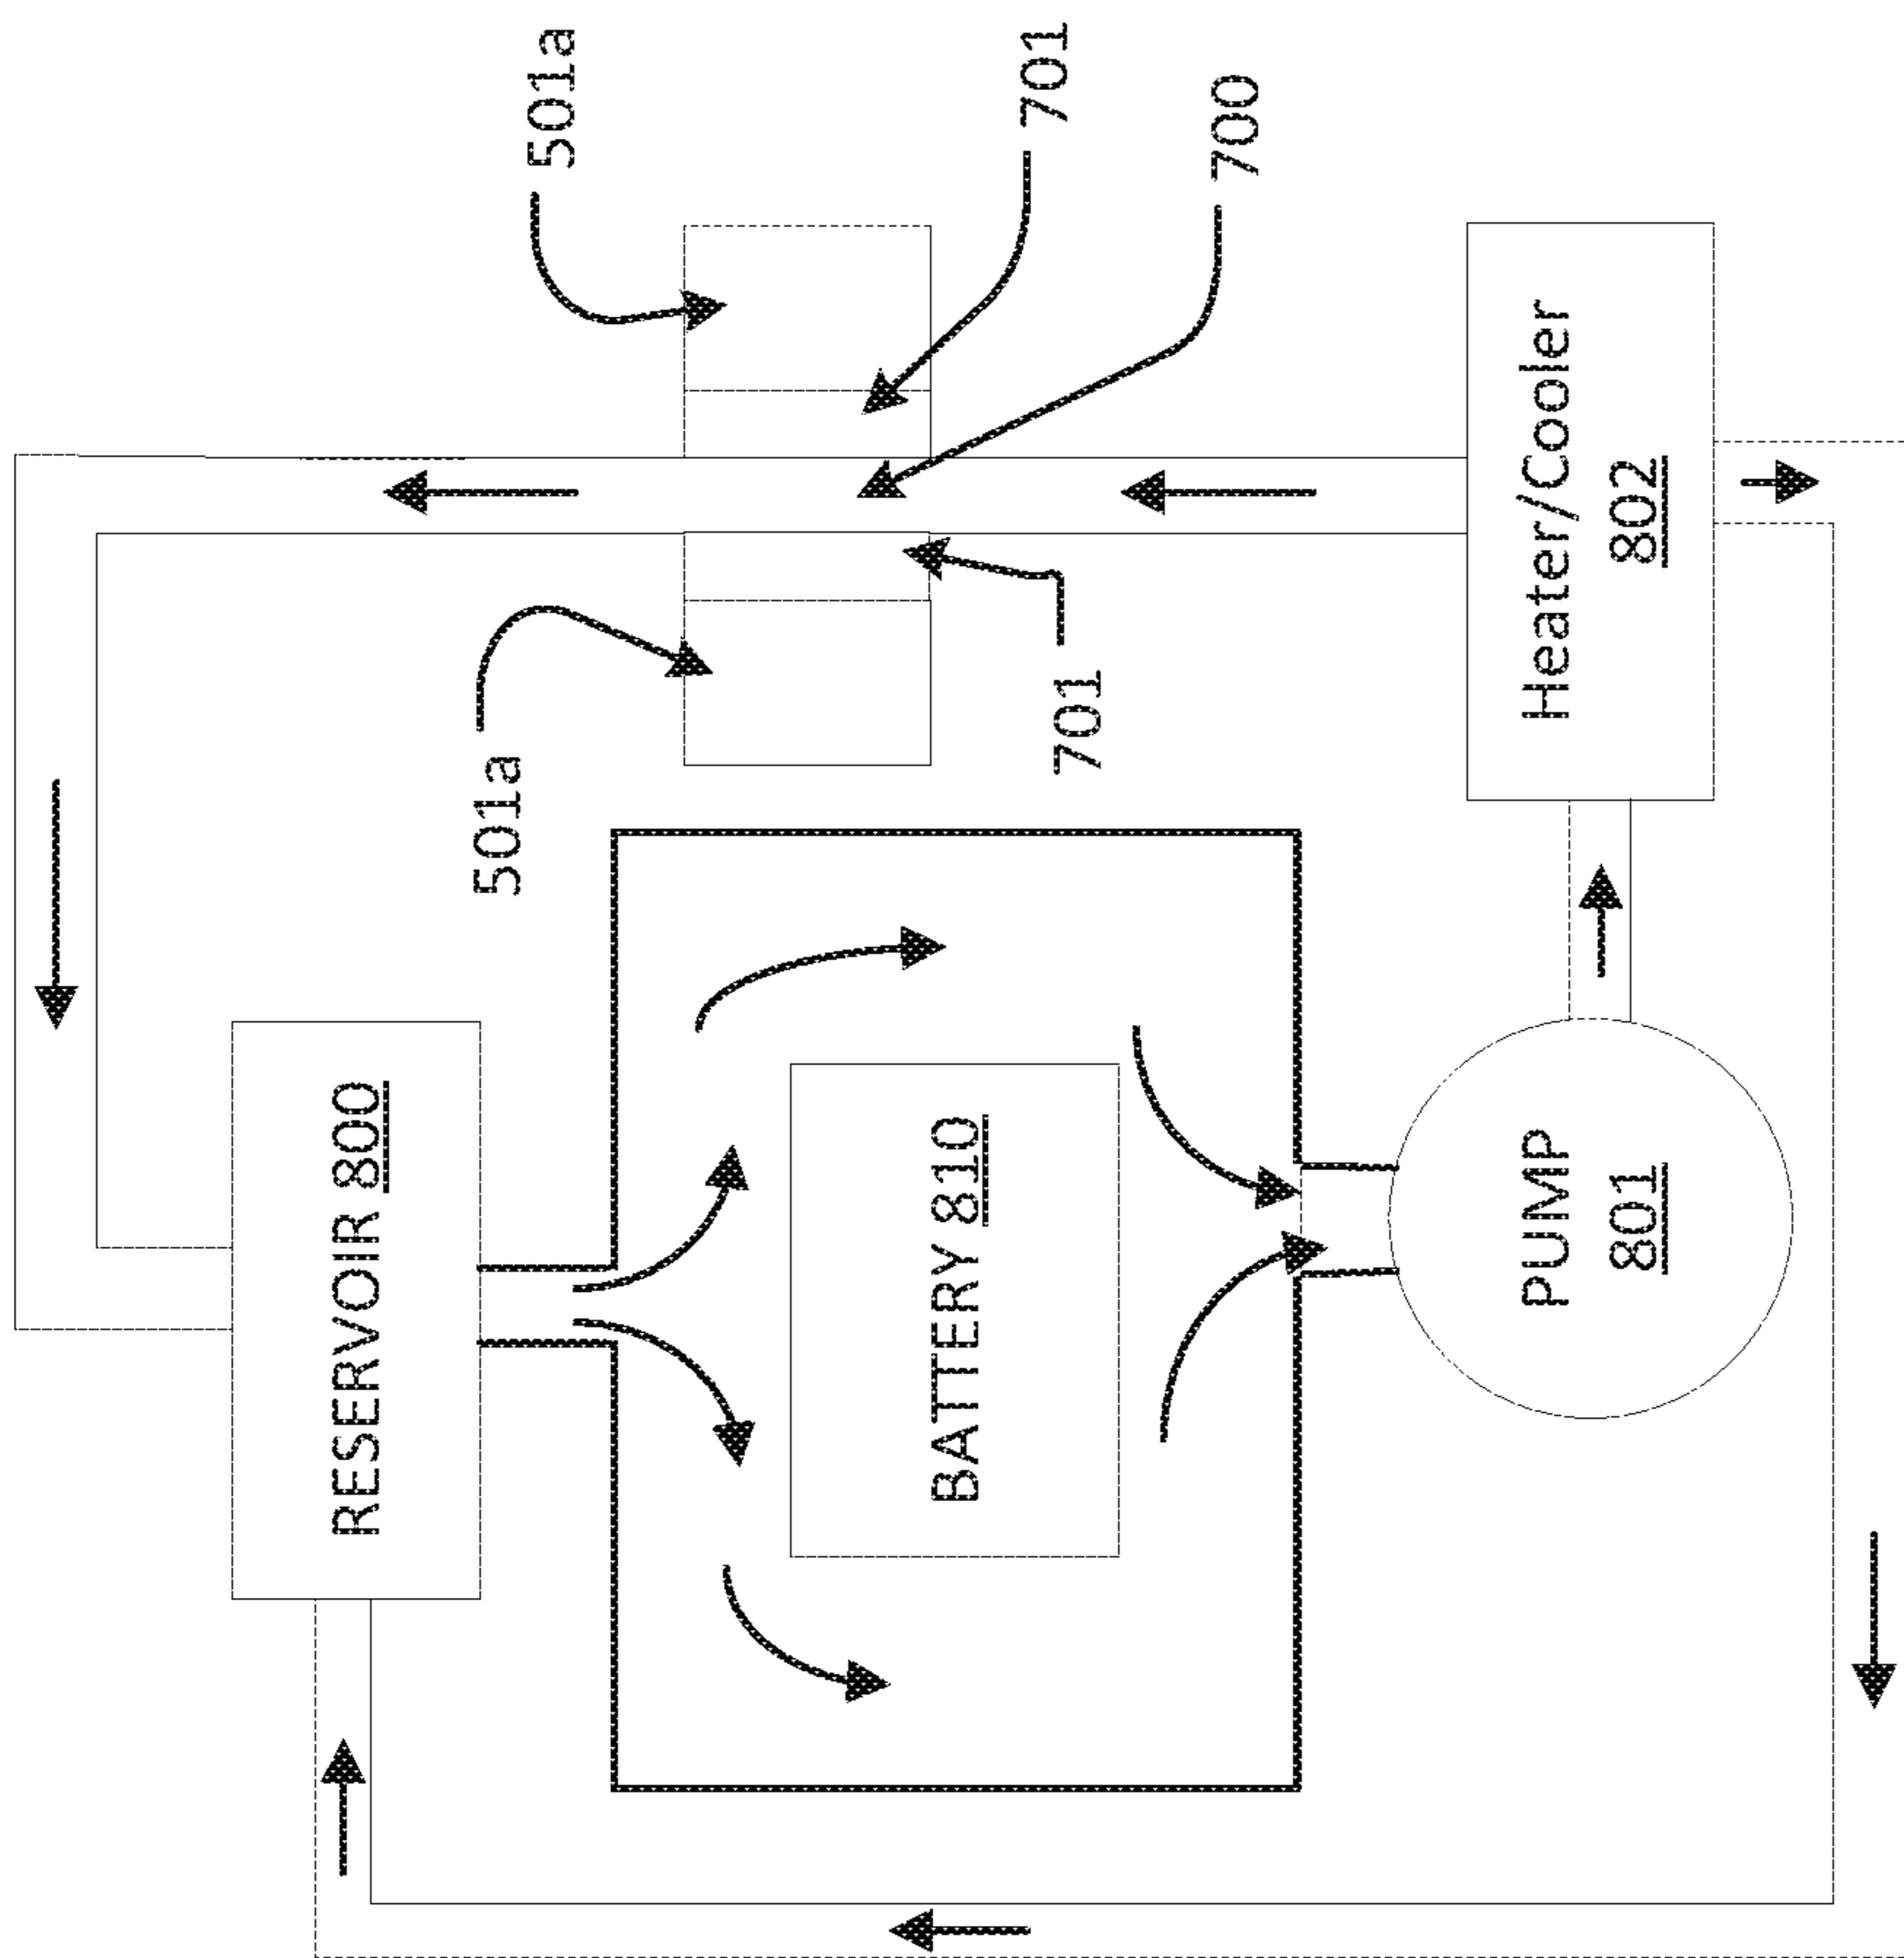 RESERVOIR 800
501a
501a
BATTERY 810
701
701
700
PUMP
801
Heater/Cooler
802